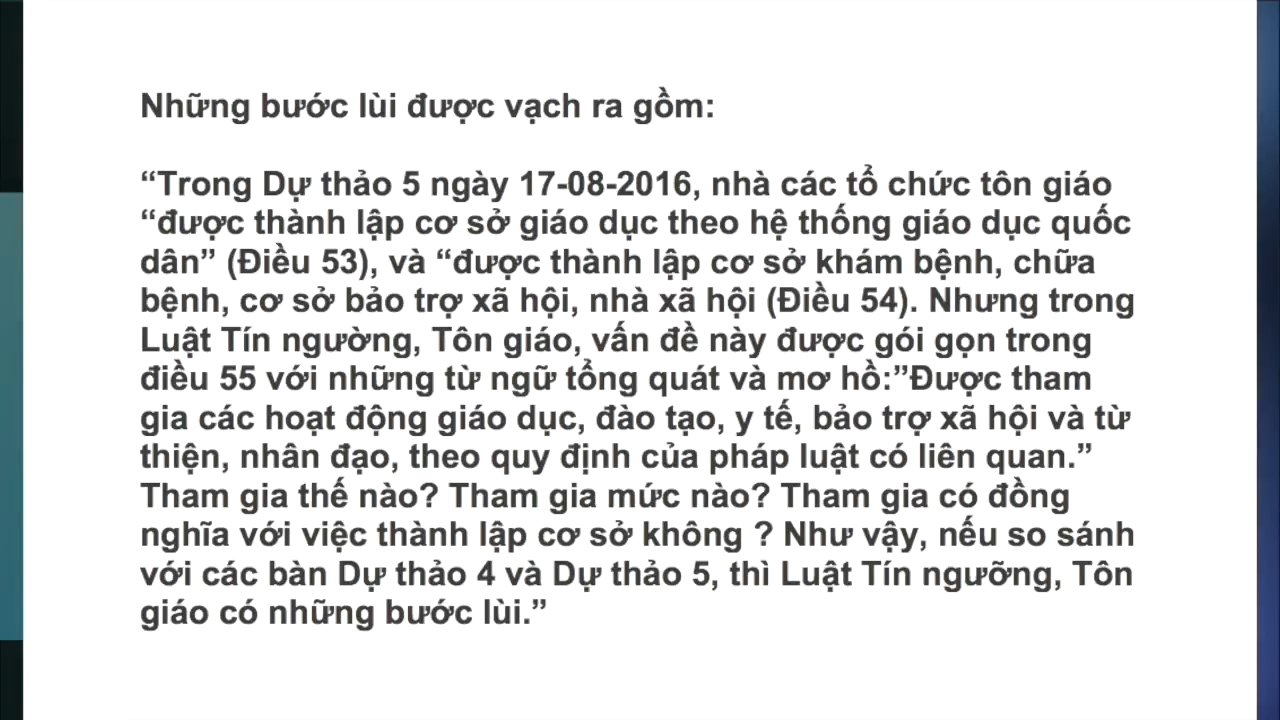 Những bước lùi được vạch ra gồm:
“Trong Dự thảo 5 ngày 17-08-2016, nhà các tổ chức tôn giáo
“được thành lập cơ sở giáo dục theo hệ thống giáo dục quốc
dân” (Điều 53), và “được thành lập cơ sở khám bệnh, chữa
bệnh, cơ sở bảo trợ xã hội, nhà xã hội (Điều 54). Nhưng trong
Luật Tín ngường, Tôn giáo, vấn đề này được gói gọn trong
điều 55 với những từ ngữ tổng quát và mơ hồ:”Được tham
gia các hoạt động giáo dục, đào tạo, y tế, bảo trợ xã hội và từ
thiện, nhân đạo, theo quy định của pháp luật có liên quan.”
Tham gia thế nào? Tham gia mức nào? Tham gia có đồng
nghĩa với việc thành lập cơ sở không ? Như vậy, nếu so sánh
với các bàn Dự thảo 4 và Dự thảo 5, thì Luật Tín ngưỡng, Tôn
giáo có những bước lùi.”